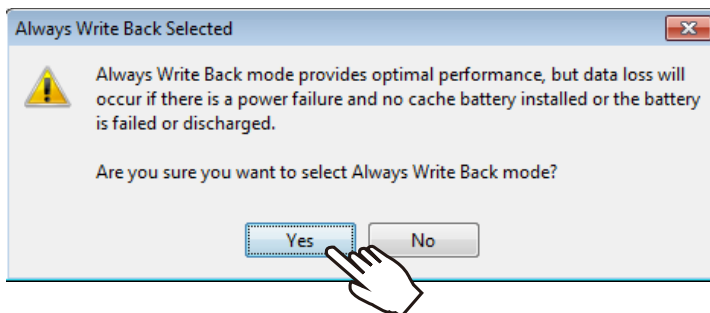 Always Write Back Selected
Always Write Back mode provides optimal performance, but data loss will
occur if there is a power failure and no cache battery installed or the battery
is failed or discharged.
Are you sure you want to select Always Write Back mode?
Yes No